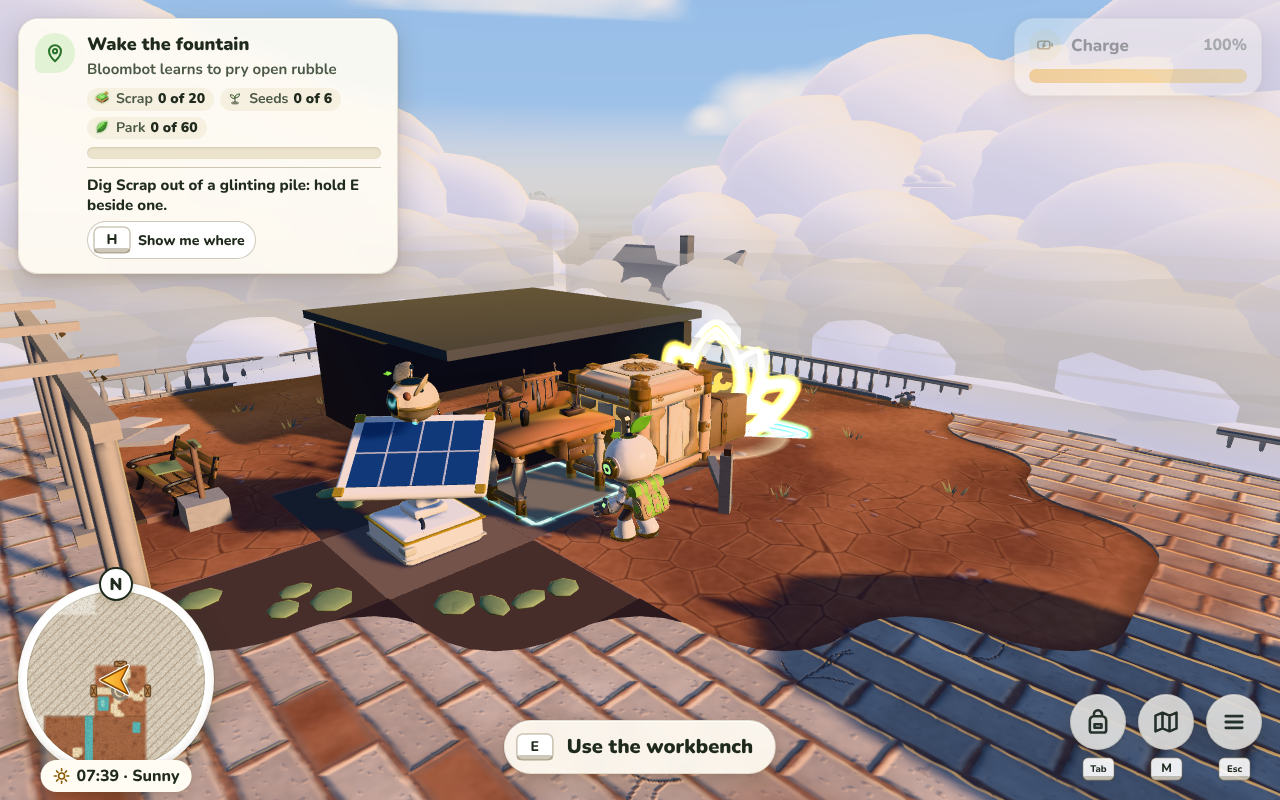 Wake the fountain
Bloombot learns to pry open rubble
Scrap 0 of 20
Seeds 0 of 6
Park 0 of 60
Dig Scrap out of a glinting pile: hold E
beside one.
H Show me where
Charge 100%
N
07:39 · Sunny
E Use the workbench
Tab
M
Esc